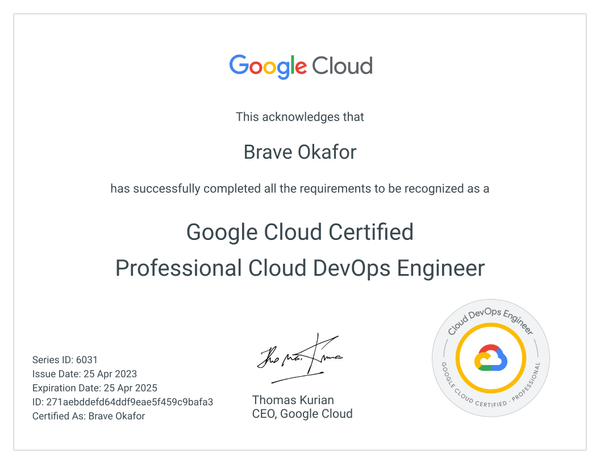 Google Cloud
This acknowledges that
Brave Okafor
has successfully completed all the requirements to be recognized as a
Google Cloud Certified
Professional Cloud DevOps Engineer
Series ID: 6031
Issue Date: 25 Apr 2023
Expiration Date: 25 Apr 2025
ID: 271aebddefd64ddf9eae5f459c9bafa3
Certified As: Brave Okafor
Thomas Kurian
CEO, Google Cloud
Cloud DevOps Engineer
GOOGLE CLOUD CERTIFIED · PROFESSIONAL